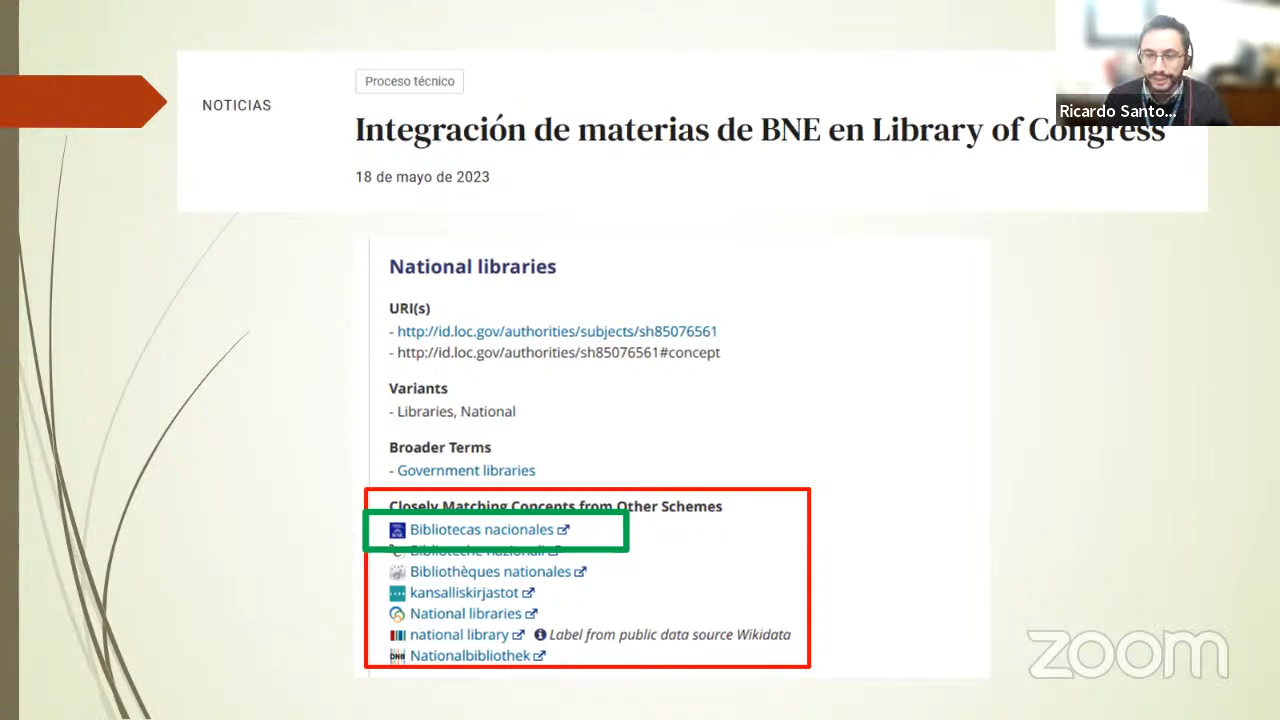 Proceso técnico
NOTICIAS
Integración de materias de BNE en Library of Congress
18 de mayo de 2023
Ricardo Santo...
National libraries
URI(s)
- http://id.loc.gov/authorities/subjects/sh85076561
- http://id.loc.gov/authorities/sh85076561#concept
Variants
- Libraries, National
Broader Terms
- Government libraries
Closely Matching Concepts from Other Schemes
Bibliotecas nacionales
Biblioteche nazionali
Bibliothèques nationales
kansalliskirjastot
National libraries
national library Label from public data source Wikidata
DNB Nationalbibliothek
zoom